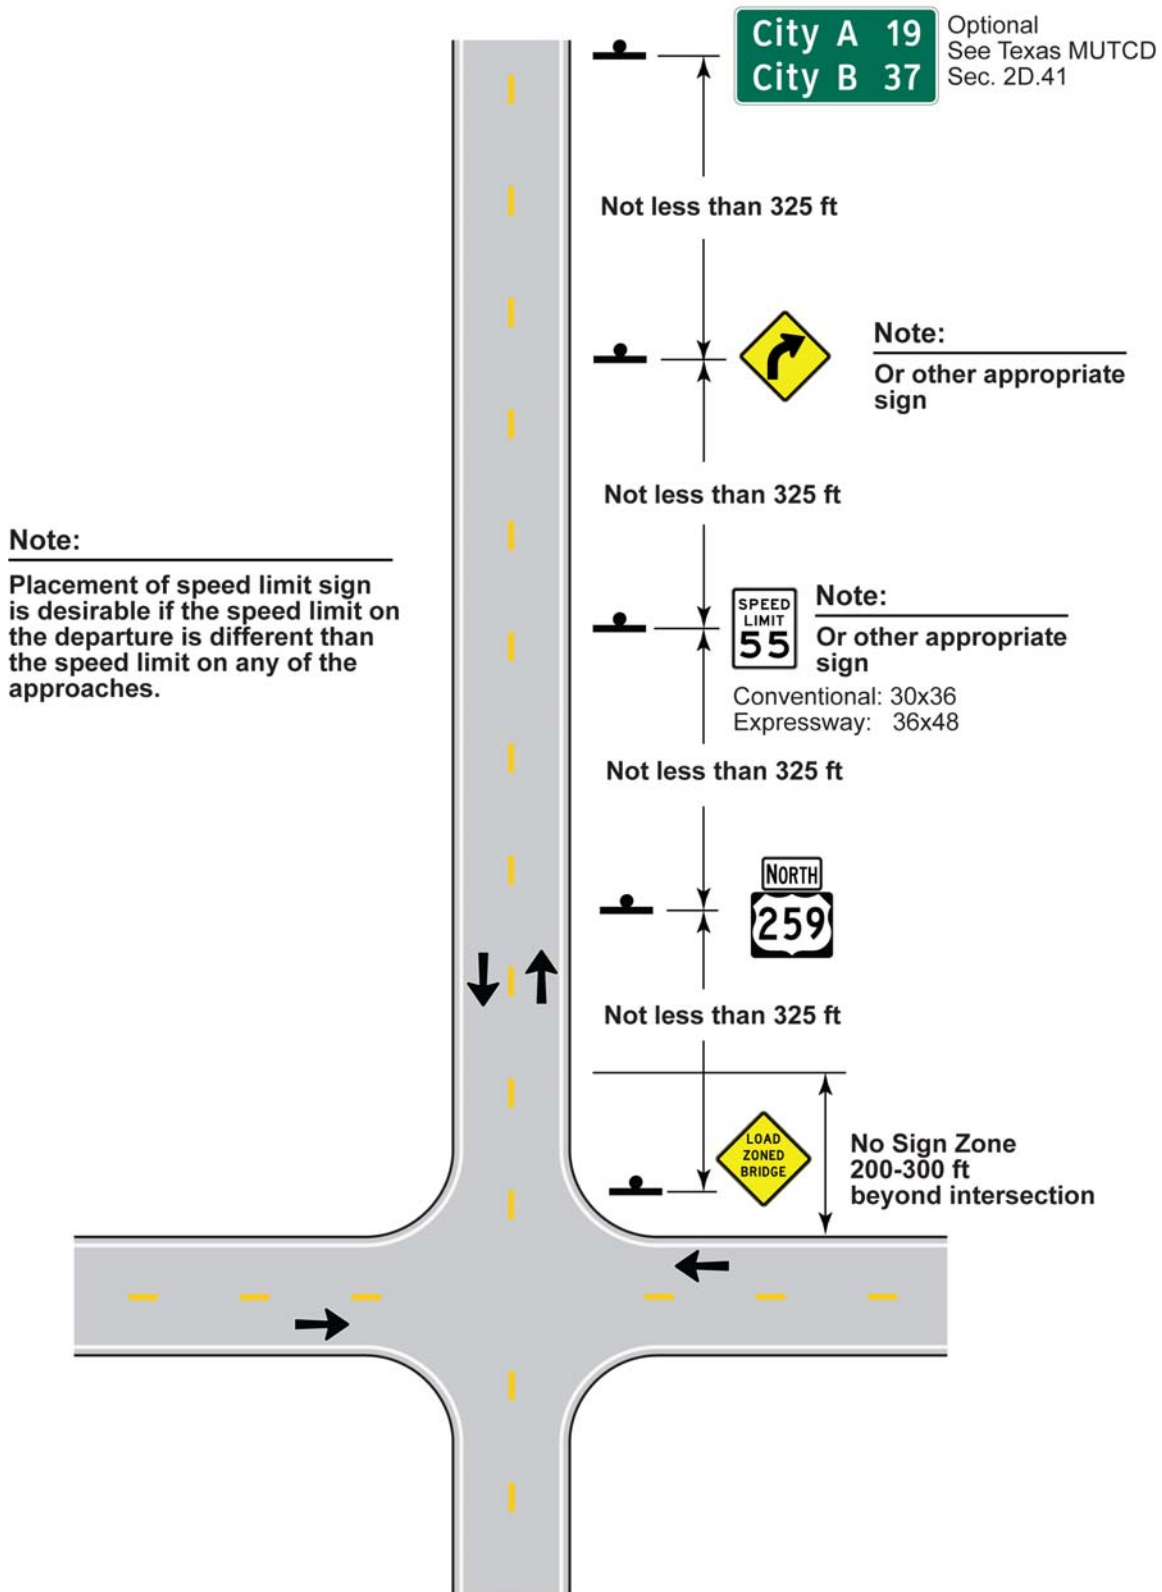 City A 19
City B 37
Optional
See Texas MUTCD
Sec. 2D.41
Not less than 325 ft
Note:
Or other appropriate
sign
Not less than 325 ft
Note:
Placement of speed limit sign
is desirable if the speed limit on
the departure is different than
the speed limit on any of the
approaches.
SPEED
LIMIT
55
Note:
Or other appropriate
sign
Conventional: 30x36
Expressway: 36x48
Not less than 325 ft
NORTH
259
Not less than 325 ft
LOAD
ZONED
BRIDGE
No Sign Zone
200-300 ft
beyond intersection